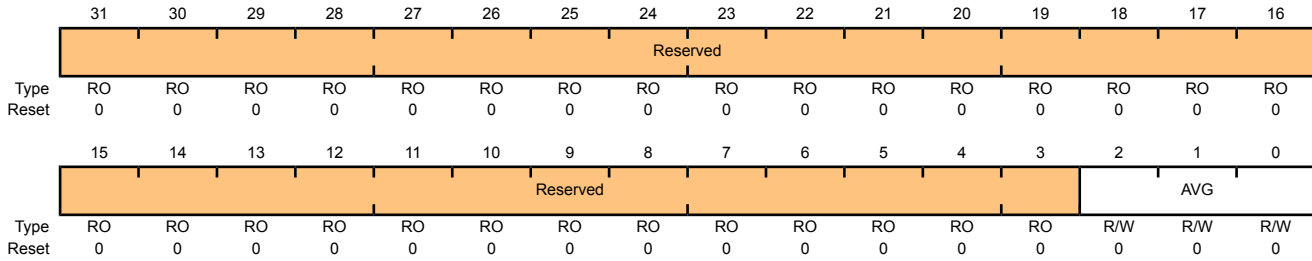 31 30 29 28 27 26 25 24 23 22 21 20 19 18 17 16
Reserved
Type RO RO RO RO RO RO RO RO RO RO RO RO RO RO RO RO
Reset 0 0 0 0 0 0 0 0 0 0 0 0 0 0 0 0
15 14 13 12 11 10 9 8 7 6 5 4 3 2 1 0
Reserved AVG
Type RO RO RO RO RO RO RO RO RO RO RO RO RO R/W R/W R/W
Reset 0 0 0 0 0 0 0 0 0 0 0 0 0 0 0 0